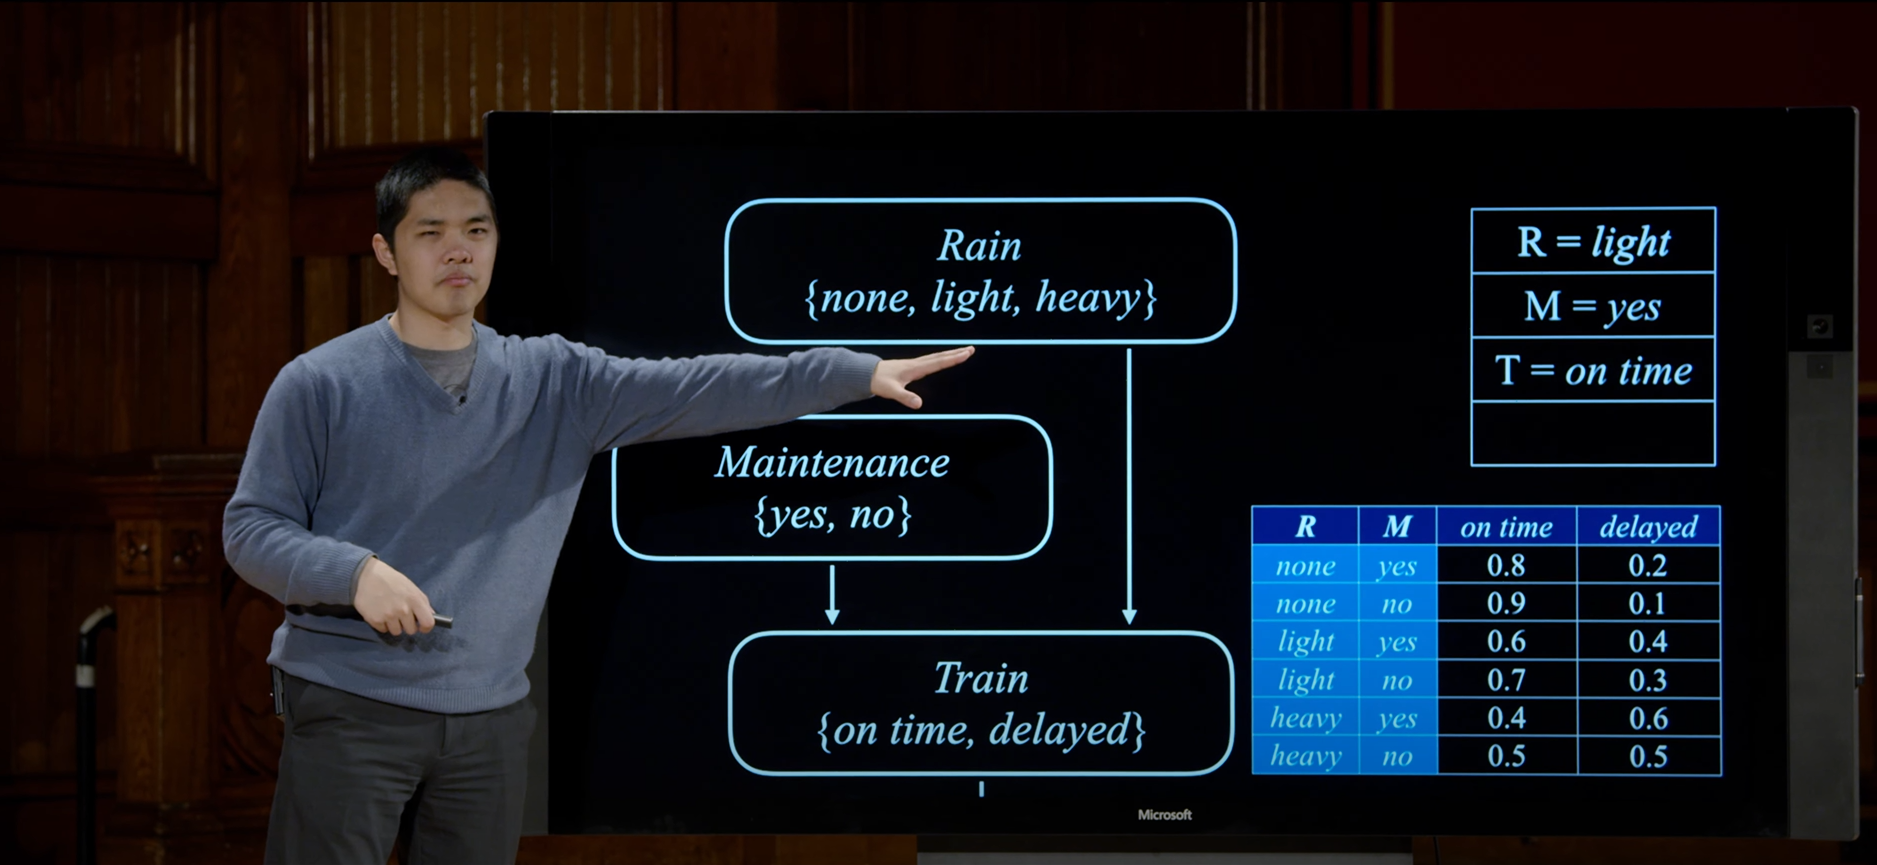 Rain
{none, light, heavy}
Maintenance
{yes, no}
Train
{on time, delayed}
R = light
M = yes
T = on time
R M on time delayed
none yes 0.8 0.2
none no 0.9 0.1
light yes 0.6 0.4
light no 0.7 0.3
heavy yes 0.4 0.6
heavy no 0.5 0.5
Microsoft